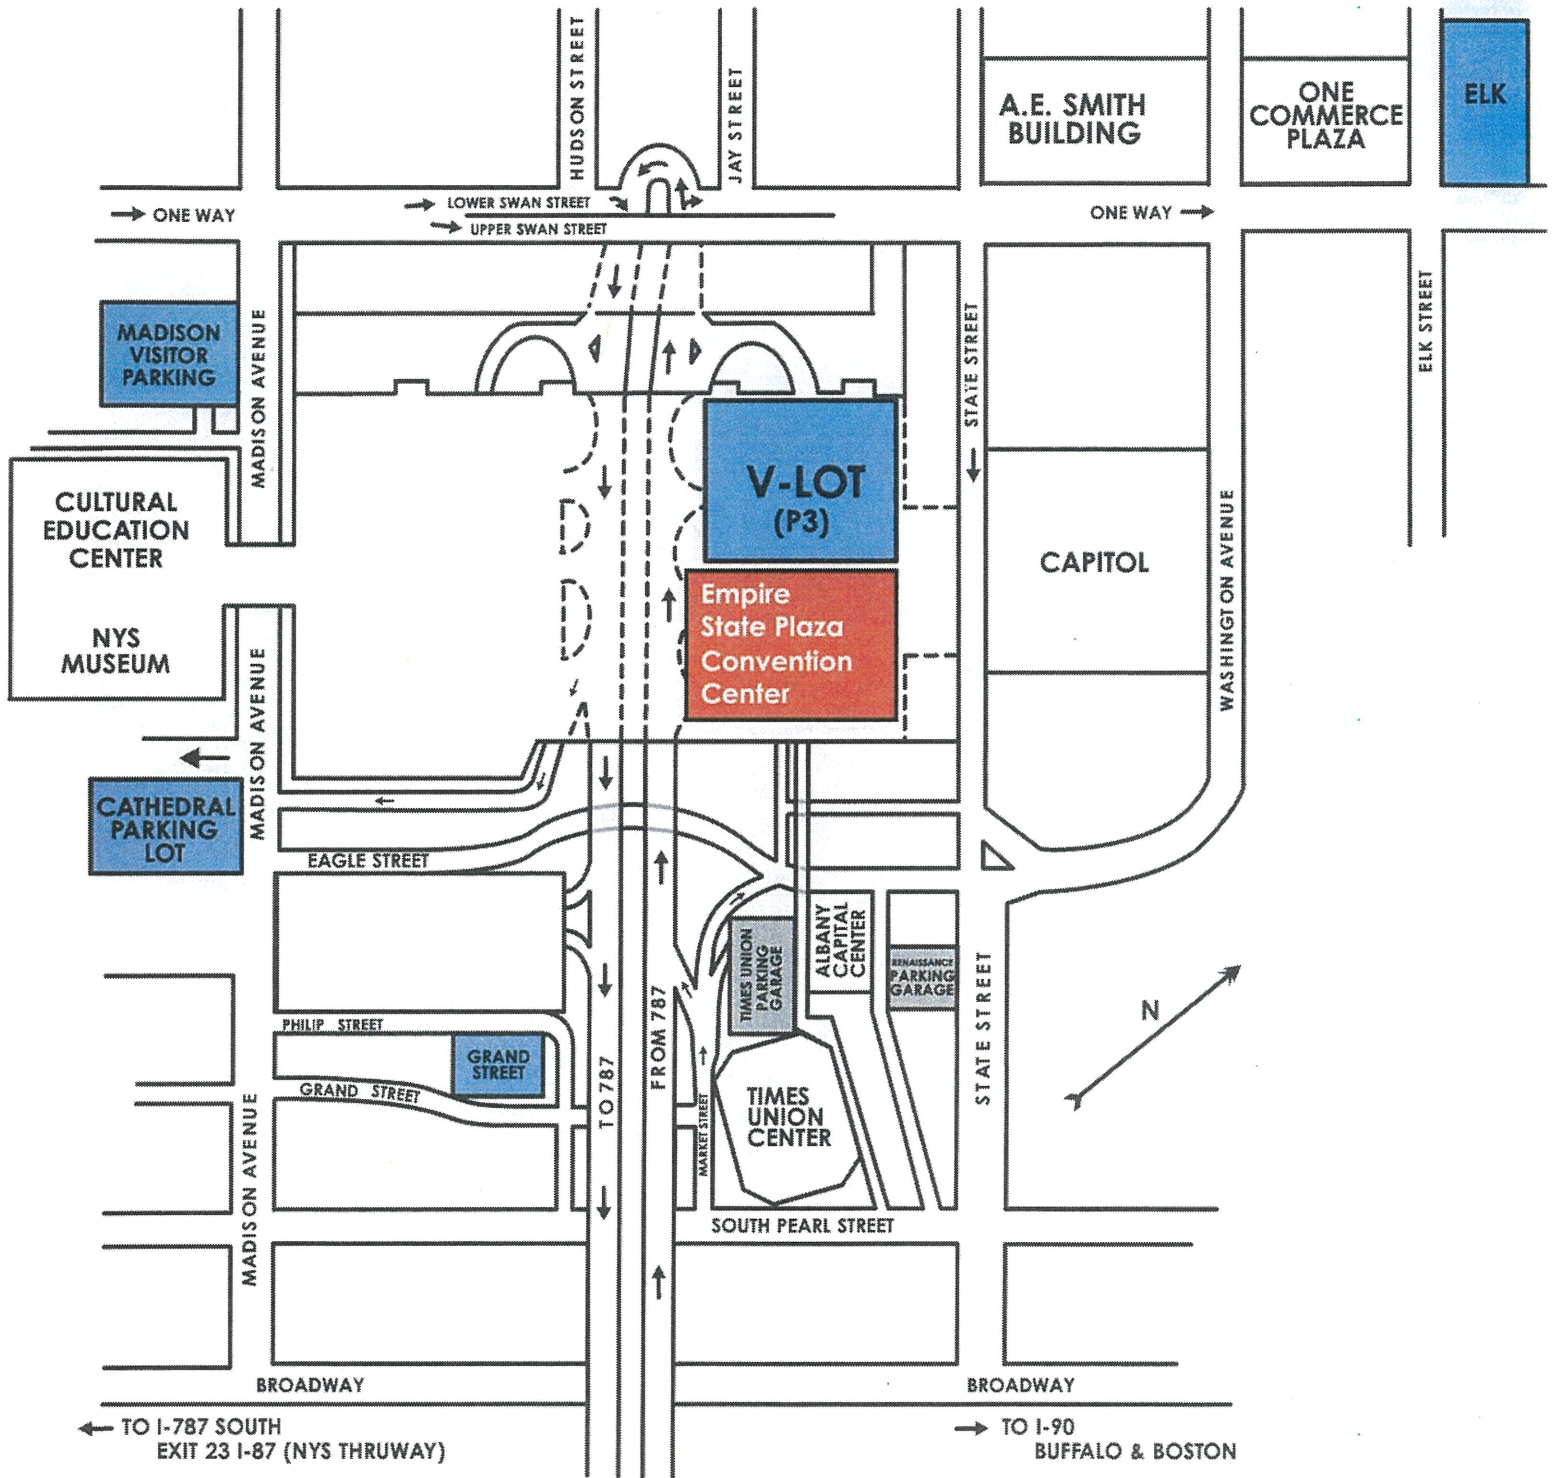 HUDSON STREET
JAY STREET
A.E. SMITH
BUILDING
ONE
COMMERCE
PLAZA
ELK
ONE WAY
LOWER SWAN STREET
UPPER SWAN STREET
ONE WAY
MADISON
VISITOR
PARKING
MADISON AVENUE
STATE STREET
ELK STREET
CULTURAL
EDUCATION
CENTER
NYS
MUSEUM
V-LOT
(P3)
Empire
State Plaza
Convention
Center
CAPITOL
WASHINGTON AVENUE
MADISON AVENUE
CATHEDRAL
PARKING
LOT
EAGLE STREET
TIMES UNION
PARKING
GARAGE
ALBANY
CAPITAL
CENTER
RENAISSANCE
PARKING
GARAGE
STATE STREET
N
PHILIP STREET
GRAND
STREET
GRAND STREET
TO 787
FROM 787
MARKET STREET
TIMES
UNION
CENTER
MADISON AVENUE
SOUTH PEARL STREET
BROADWAY
BROADWAY
TO I-787 SOUTH
EXIT 23 I-87 (NYS THRUWAY)
TO I-90
BUFFALO & BOSTON